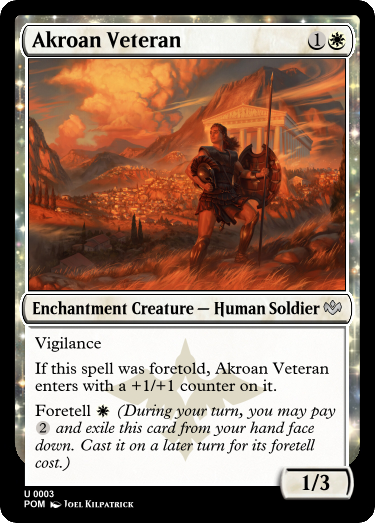 Akroan Veteran 1
Enchantment Creature — Human Soldier
Vigilance
If this spell was foretold, Akroan Veteran
enters with a +1/+1 counter on it.
Foretell (During your turn, you may pay
2 and exile this card from your hand face
down. Cast it on a later turn for its foretell
cost.)
1/3
U 0003
POM Joel Kilpatrick